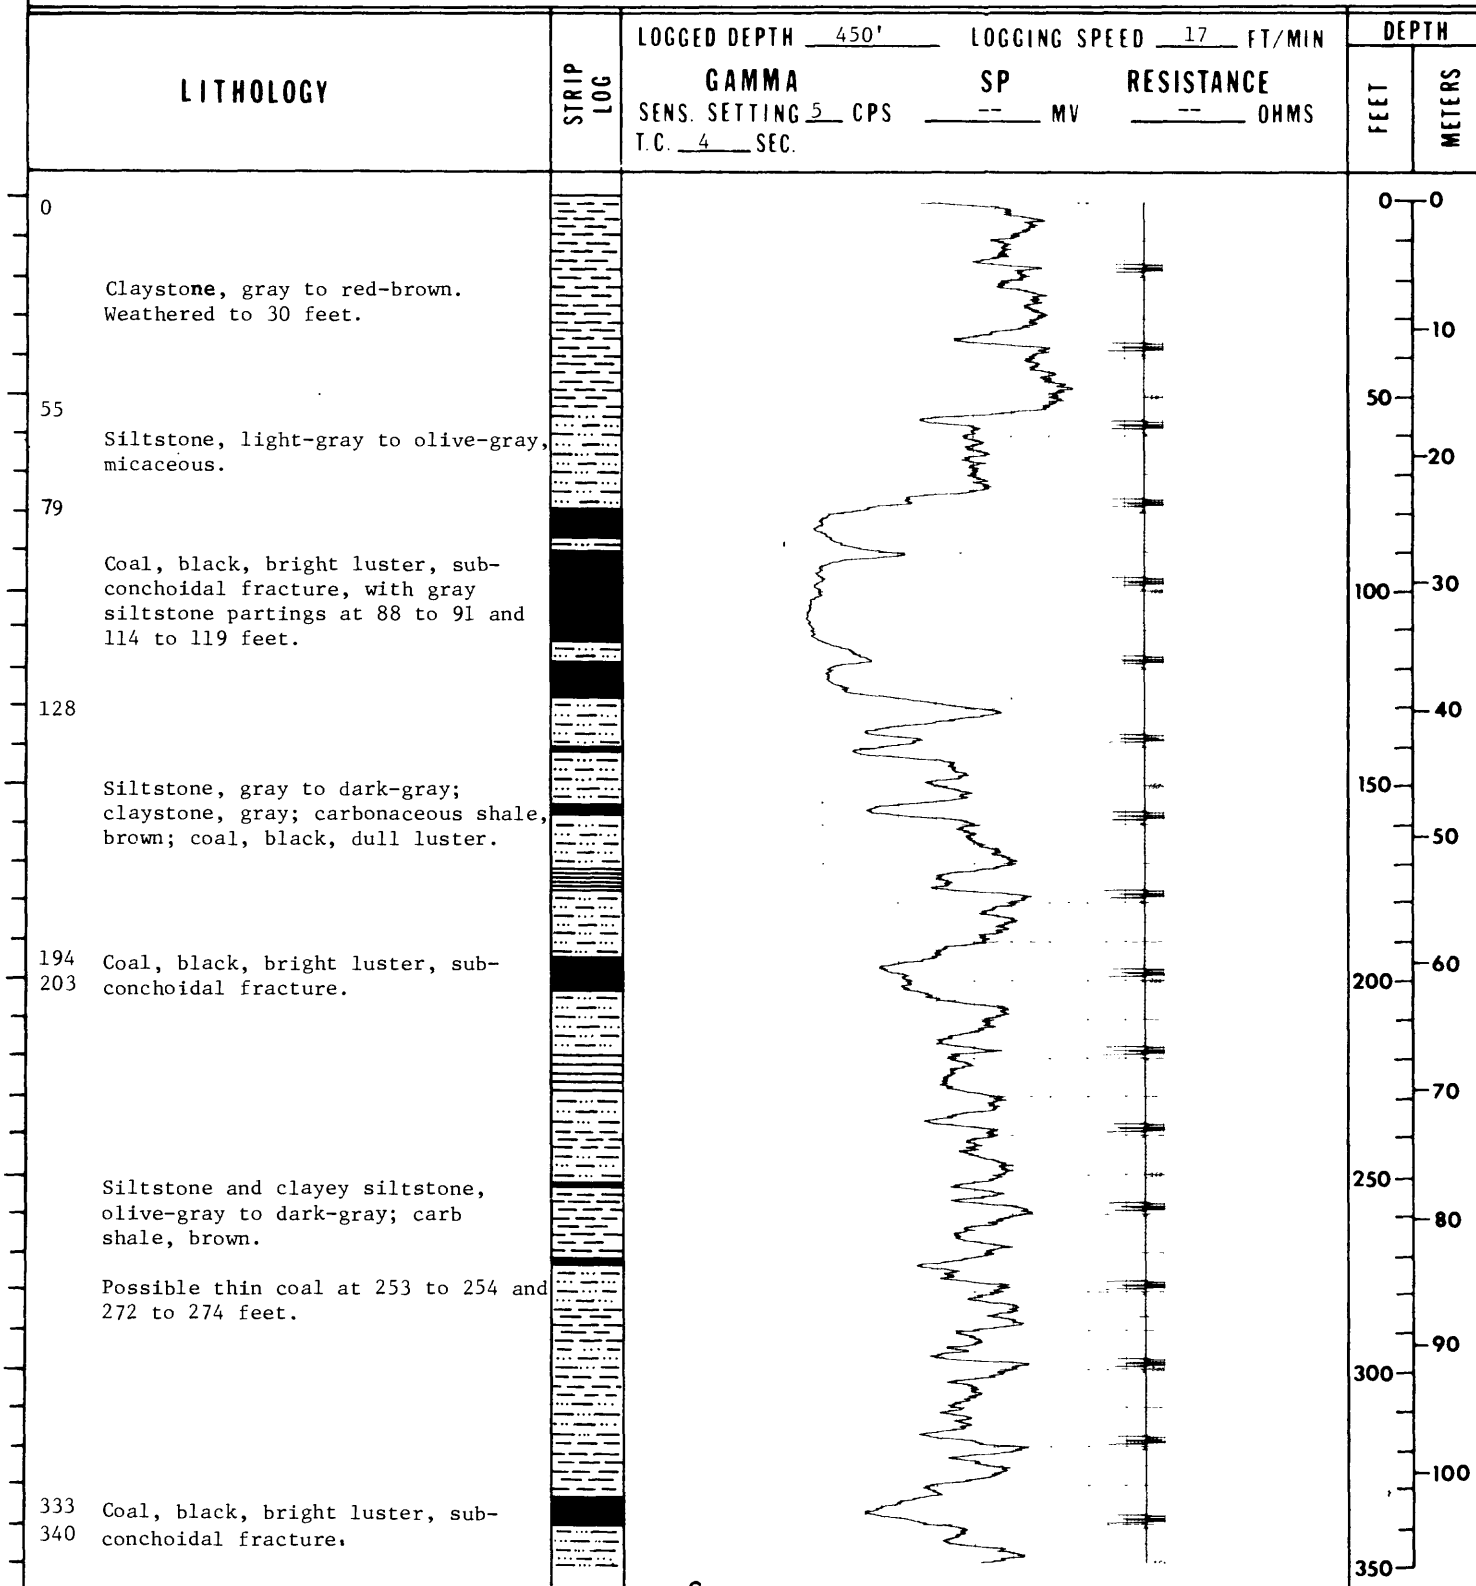 LITHOLOGY
STRIP LOG
LOGGED DEPTH 450' LOGGING SPEED 17 FT/MIN
GAMMA SP RESISTANCE
SENS. SETTING 5 CPS -- MV -- OHMS
T.C. 4 SEC.
DEPTH
FEET METERS
0
Claystone, gray to red-brown.
Weathered to 30 feet.
55
Siltstone, light-gray to olive-gray,
micaceous.
79
Coal, black, bright luster, sub-
conchoidal fracture, with gray
siltstone partings at 88 to 91 and
114 to 119 feet.
128
Siltstone, gray to dark-gray;
claystone, gray; carbonaceous shale,
brown; coal, black, dull luster.
194 Coal, black, bright luster, sub-
203 conchoidal fracture.
Siltstone and clayey siltstone,
olive-gray to dark-gray; carb
shale, brown.
Possible thin coal at 253 to 254 and
272 to 274 feet.
333 Coal, black, bright luster, sub-
340 conchoidal fracture.
0 0
10
50
20
100 30
40
150
50
60
200
70
250
80
90
300
100
350